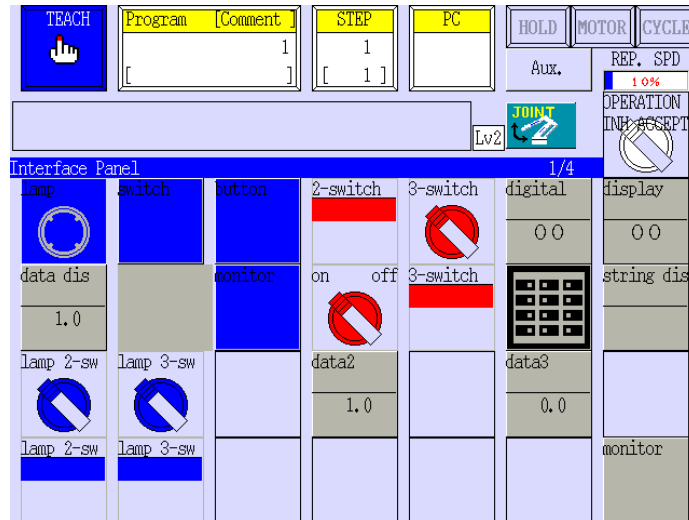 TEACH Program [Comment ] STEP PC HOLD MOTOR CYCLE
1 1
[ ] [ 1 ]
Aux. REP. SPD
10%
OPERATION
INH ACCEPT
Lv2 JOINT
Interface Panel 1/4
lamp switch button 2-switch 3-switch digital display
00 00
data dis monitor on off 3-switch string dis
1.0
lamp 2-sw lamp 3-sw data2 data3
1.0 0.0
lamp 2-sw lamp 3-sw monitor